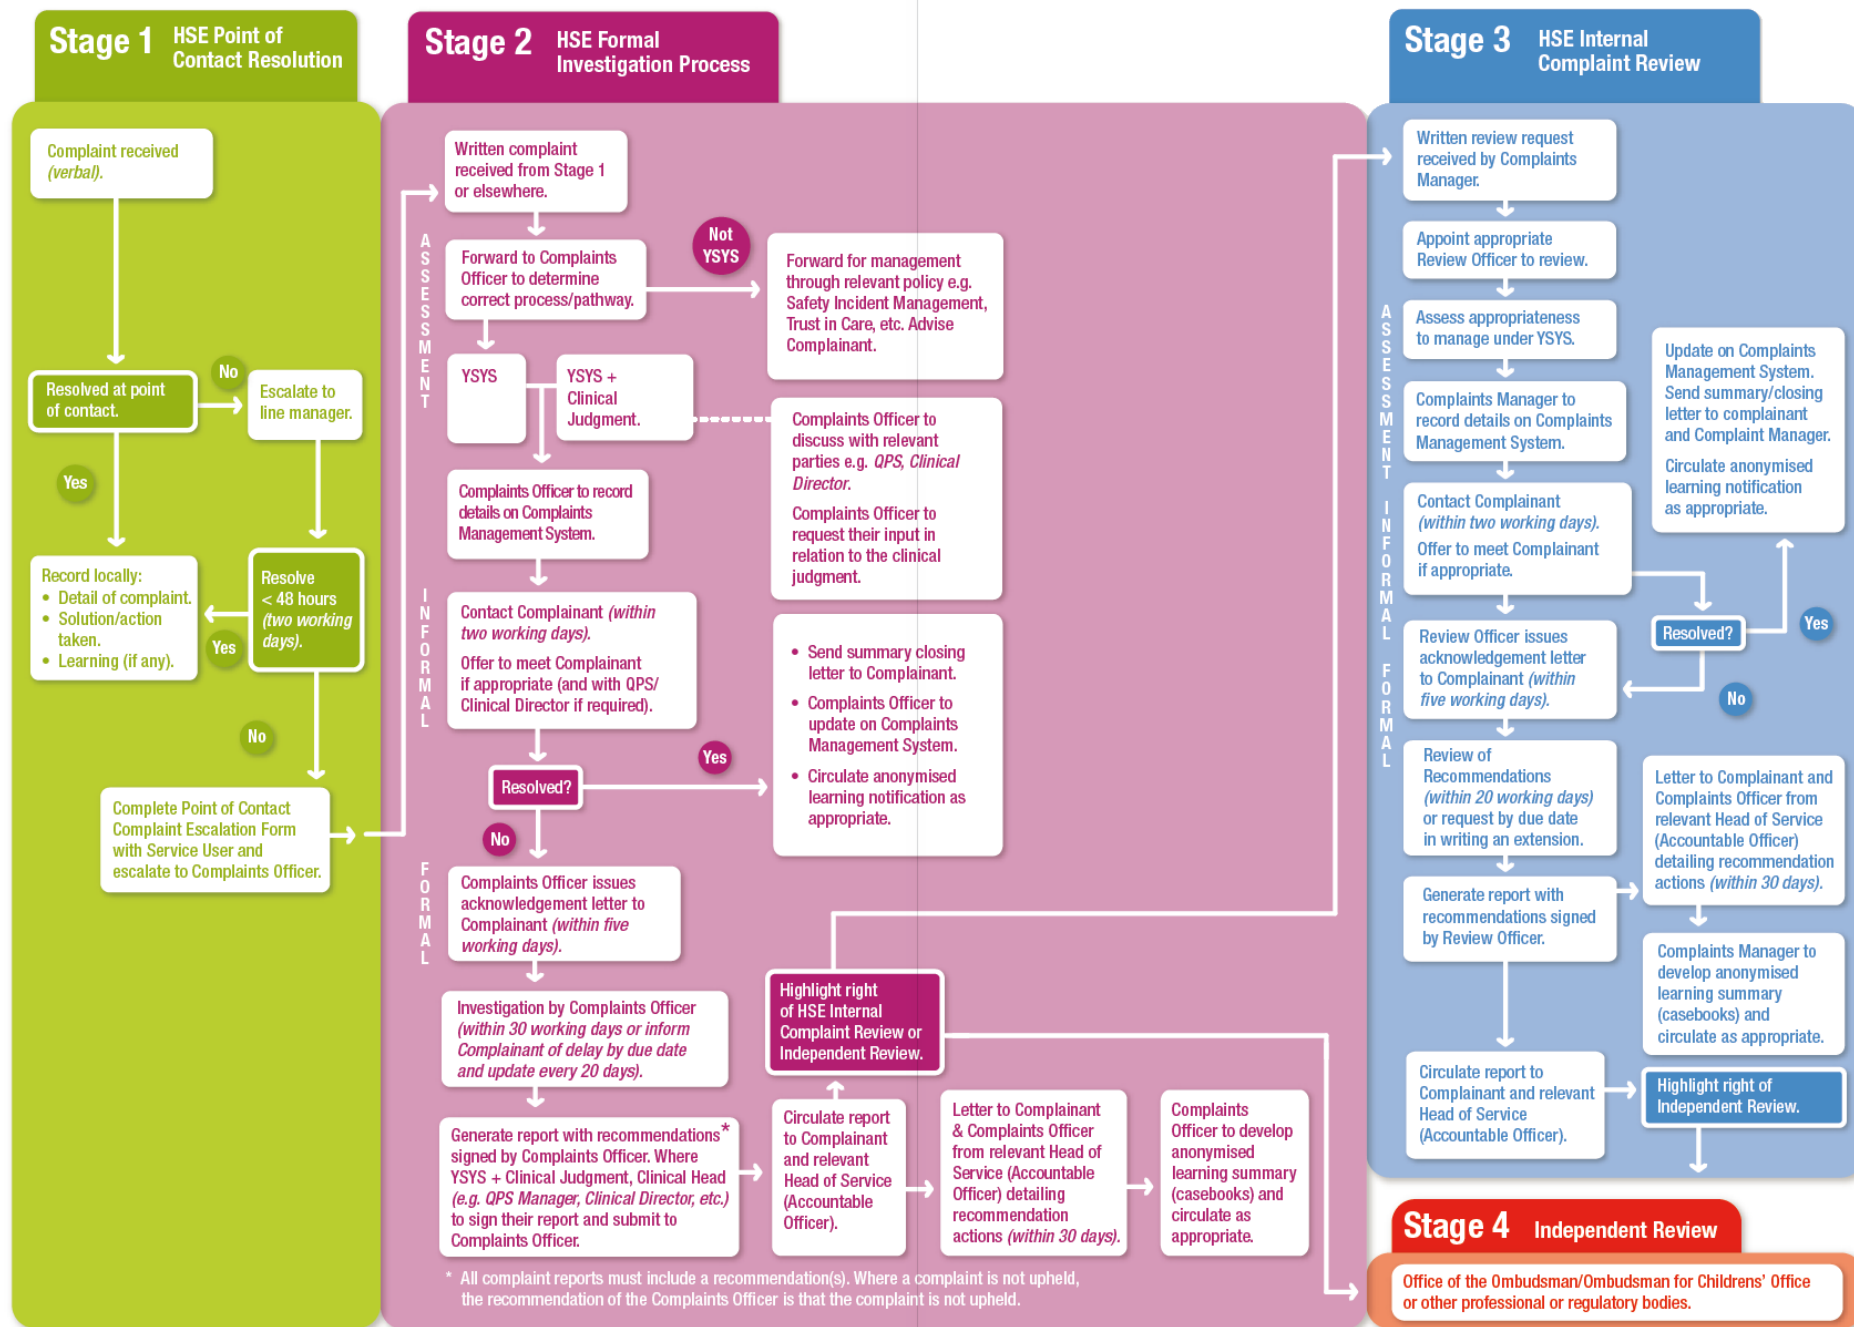 Stage 1 HSE Point of
Contact Resolution
Complaint received
(verbal).
Resolved at point
of contact.
No
Escalate to
line manager.
Yes
Record locally:
• Detail of complaint.
• Solution/action
taken.
• Learning (if any).
Resolve
< 48 hours
(two working
days).
Yes
No
Complete Point of Contact
Complaint Escalation Form
with Service User and
escalate to Complaints Officer.
Stage 2 HSE Formal
Investigation Process
ASSESSMENT
INFORMAL
FORMAL
Written complaint
received from Stage 1
or elsewhere.
Forward to Complaints
Officer to determine
correct process/pathway.
Not
YSYS
Forward for management
through relevant policy e.g.
Safety Incident Management,
Trust in Care, etc. Advise
Complainant.
YSYS
YSYS +
Clinical
Judgment.
Complaints Officer to
discuss with relevant
parties e.g. QPS, Clinical
Director.
Complaints Officer to
request their input in
relation to the clinical
judgment.
Complaints Officer to record
details on Complaints
Management System.
Contact Complainant (within
two working days).
Offer to meet Complainant
if appropriate (and with QPS/
Clinical Director if required).
Resolved?
Yes
• Send summary closing
letter to Complainant.
• Complaints Officer to
update on Complaints
Management System.
• Circulate anonymised
learning notification as
appropriate.
No
Complaints Officer issues
acknowledgement letter to
Complainant (within five
working days).
Investigation by Complaints Officer
(within 30 working days or inform
Complainant of delay by due date
and update every 20 days).
Generate report with recommendations*
signed by Complaints Officer. Where
YSYS + Clinical Judgment, Clinical Head
(e.g. QPS Manager, Clinical Director, etc.)
to sign their report and submit to
Complaints Officer.
Highlight right
of HSE Internal
Complaint Review or
Independent Review.
Circulate report
to Complainant
and relevant
Head of Service
(Accountable
Officer).
Letter to Complainant
& Complaints Officer
from relevant Head of
Service (Accountable
Officer) detailing
recommendation
actions (within 30 days).
Complaints
Officer to develop
anonymised
learning summary
(casebooks) and
circulate as
appropriate.
* All complaint reports must include a recommendation(s). Where a complaint is not upheld,
the recommendation of the Complaints Officer is that the complaint is not upheld.
Stage 3 HSE Internal
Complaint Review
ASSESSMENT
INFORMAL
FORMAL
Written review request
received by Complaints
Manager.
Appoint appropriate
Review Officer to review.
Assess appropriateness
to manage under YSYS.
Complaints Manager to
record details on Complaints
Management System.
Contact Complainant
(within two working days).
Offer to meet Complainant
if appropriate.
Update on Complaints
Management System.
Send summary/closing
letter to complainant
and Complaint Manager.
Circulate anonymised
learning notification
as appropriate.
Resolved?
Yes
No
Review Officer issues
acknowledgement letter
to Complainant (within
five working days).
Review of
Recommendations
(within 20 working days)
or request by due date
in writing an extension.
Generate report with
recommendations signed
by Review Officer.
Letter to Complainant and
Complaints Officer from
relevant Head of Service
(Accountable Officer)
detailing recommendation
actions (within 30 days).
Complaints Manager to
develop anonymised
learning summary
(casebooks) and
circulate as appropriate.
Circulate report to
Complainant and relevant
Head of Service
(Accountable Officer).
Highlight right of
Independent Review.
Stage 4 Independent Review
Office of the Ombudsman/Ombudsman for Childrens' Office
or other professional or regulatory bodies.